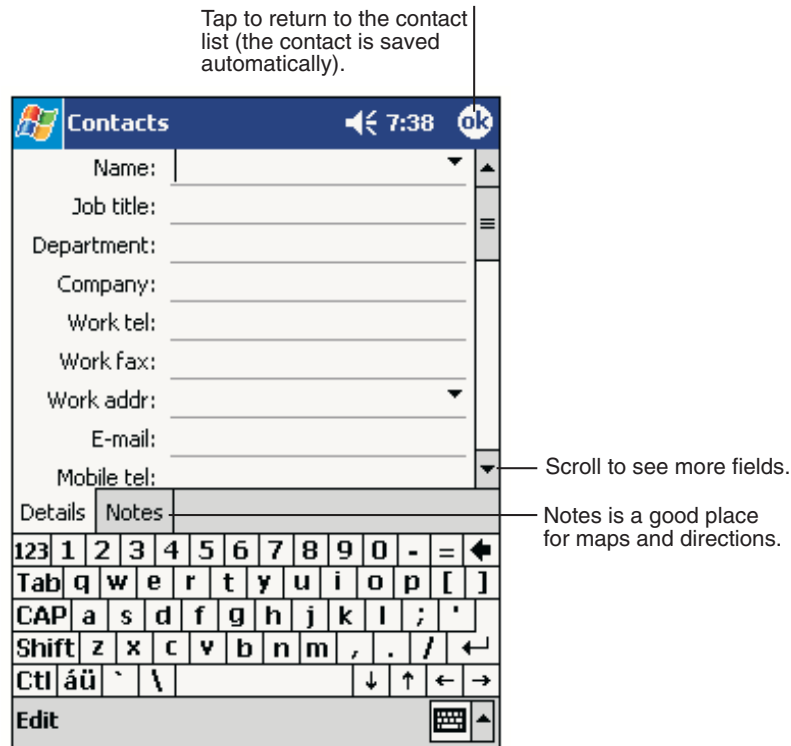 Tap to return to the contact
list (the contact is saved
automatically).
Contacts 7:38 ok
Name:
Job title:
Department:
Company:
Work tel:
Work fax:
Work addr:
E-mail:
Mobile tel:
Scroll to see more fields.
Details Notes
Notes is a good place
for maps and directions.
123 1 2 3 4 5 6 7 8 9 0 - =
Tab q w e r t y u i o p [ ]
CAP a s d f g h j k l ; '
Shift z x c v b n m , . /
Ctl áü ` \
Edit